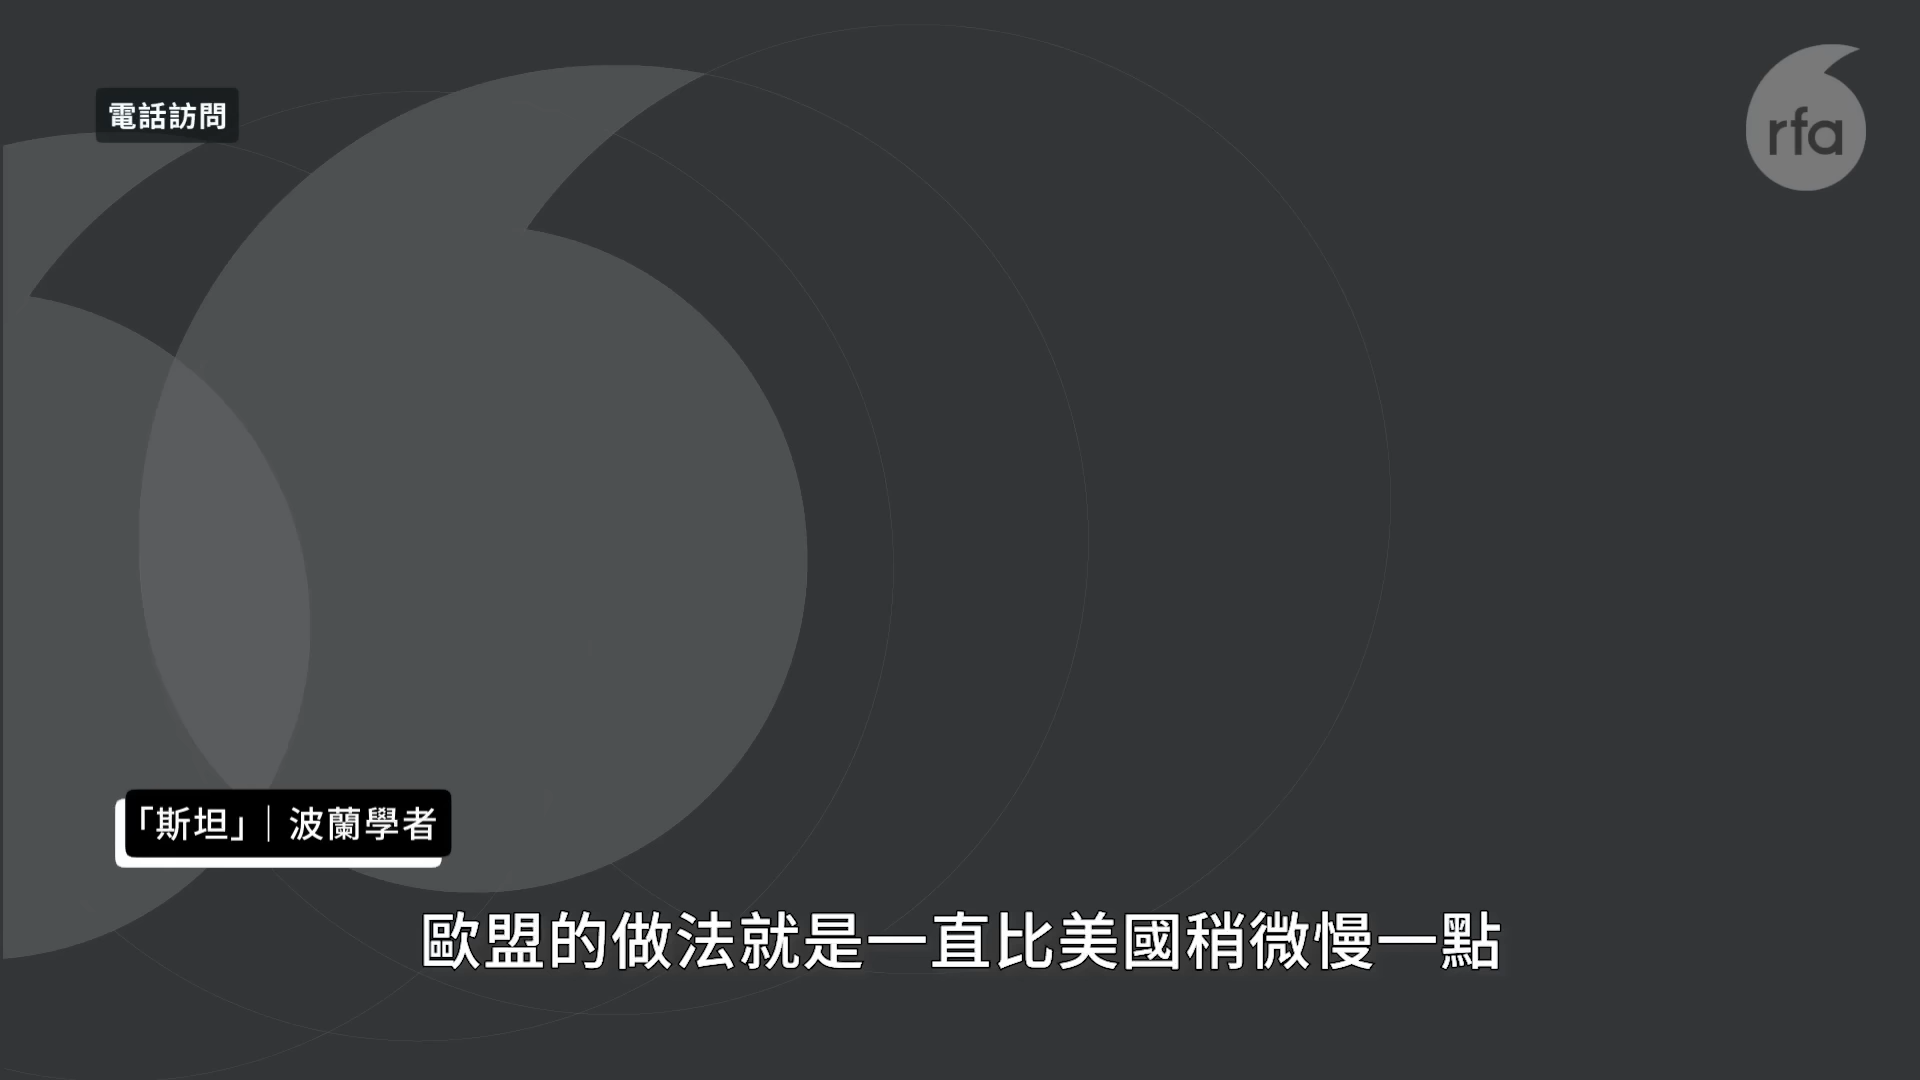 電話訪問
rfa
「斯坦」｜波蘭學者
歐盟的做法就是一直比美國稍微慢一點